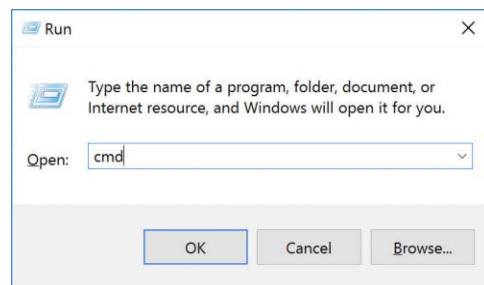 Run
Type the name of a program, folder, document, or
Internet resource, and Windows will open it for you.
Open: cmd
OK Cancel Browse...